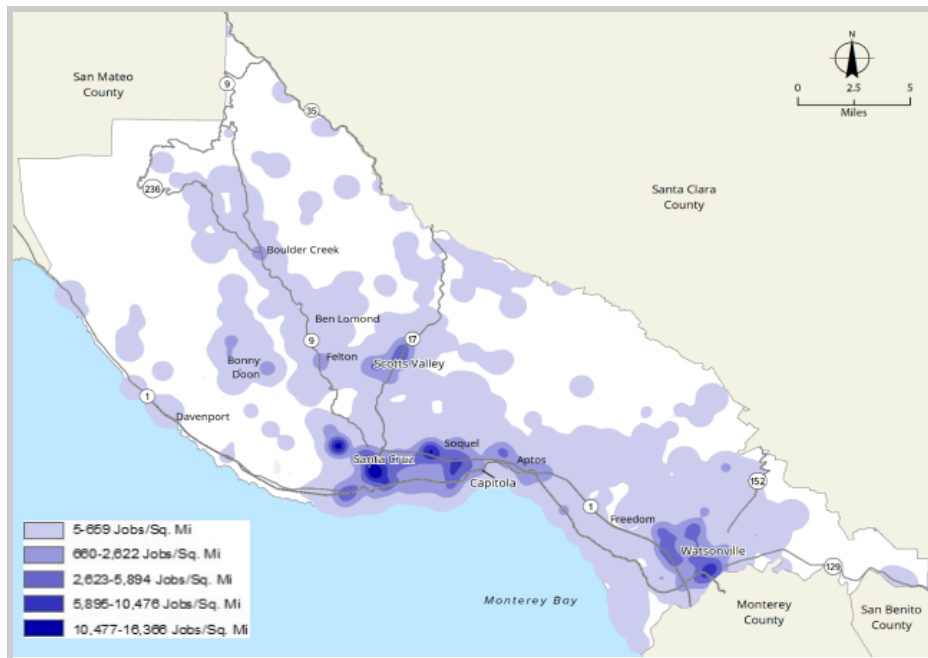 San Mateo
County
9
35
N
0 2.5 5
Miles
236
Santa Clara
County
Boulder Creek
Ben Lomond
9
17
Felton
Scotts Valley
Bonny
Doon
1
Davenport
Soquel
Santa Cruz
Aptos
Capitola
152
1
Freedom
Watsonville
129
Monterey Bay
Monterey
County
San Benito
County
5-659 Jobs/Sq. Mi
660-2,622 Jobs/Sq. Mi
2,623-5,894 Jobs/Sq. Mi
5,895-10,476 Jobs/Sq. Mi
10,477-16,366 Jobs/Sq. Mi